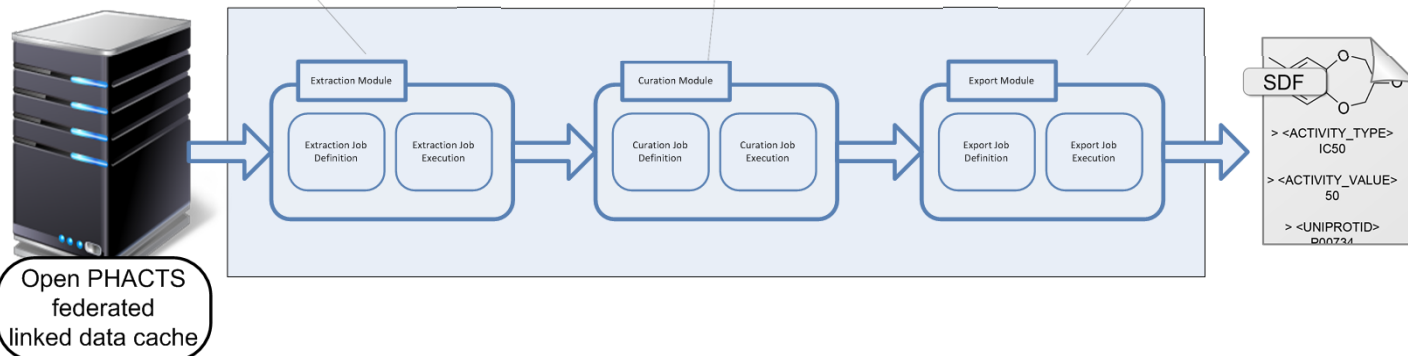 Open PHACTS
federated
linked data cache
Extraction Module
Extraction Job
Definition
Extraction Job
Execution
Curation Module
Curation Job
Definition
Curation Job
Execution
Export Module
Export Job
Definition
Export Job
Execution
SDF
O
O
O
O
> <ACTIVITY_TYPE>
IC50
> <ACTIVITY_VALUE>
50
> <UNIPROTID>
P00734